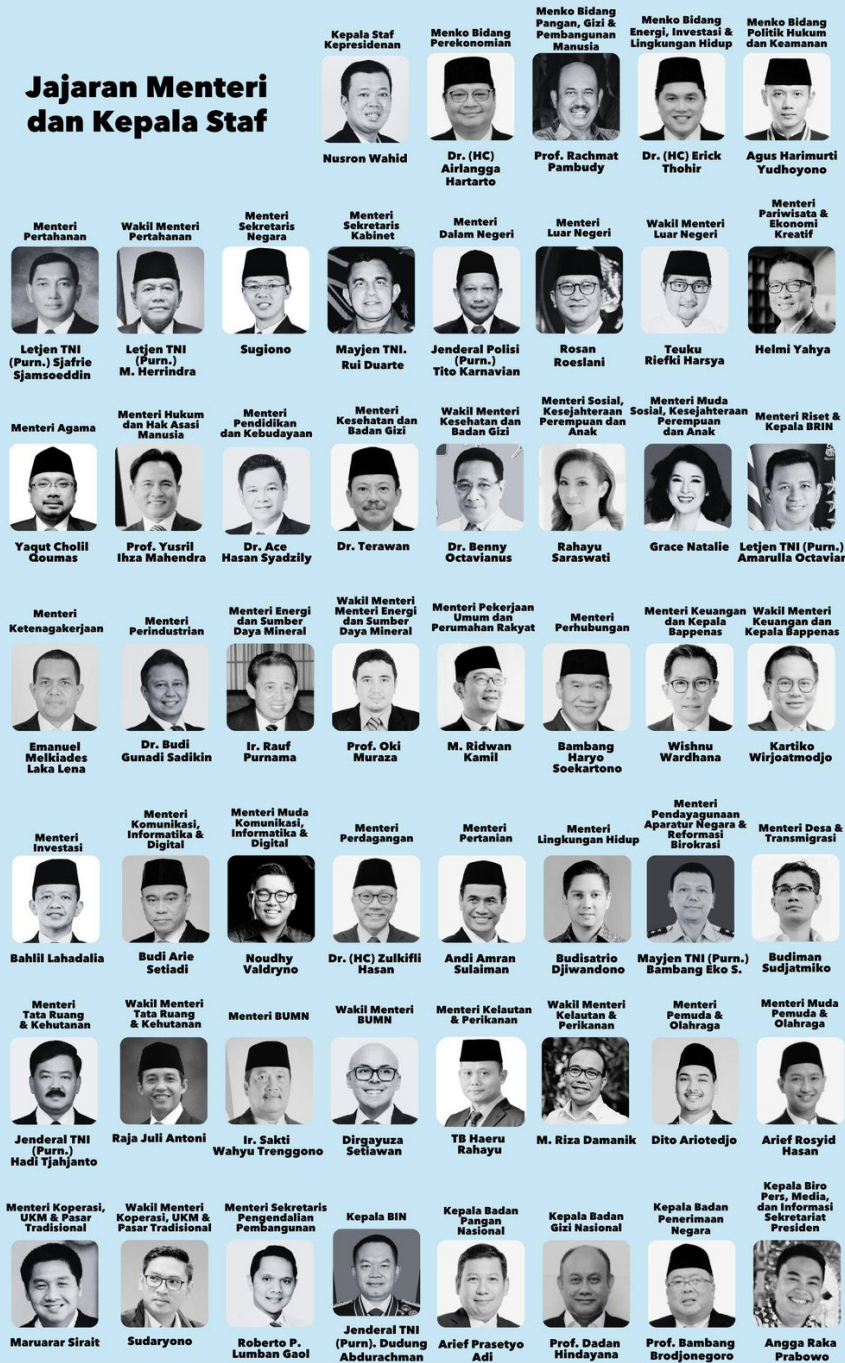 Jajaran Menteri
dan Kepala Staf
Kepala Staf
Kepresidenan
Nusron Wahid
Menko Bidang
Perekonomian
Dr. (HC)
Airlangga
Hartarto
Menko Bidang
Pangan, Gizi &
Pembangunan
Manusia
Prof. Rachmat
Pambudy
Menko Bidang
Energi, Investasi &
Lingkungan Hidup
Dr. (HC) Erick
Thohir
Menko Bidang
Politik Hukum
dan Keamanan
Agus Harimurti
Yudhoyono
Menteri
Pertahanan
Letjen TNI
(Purn.) Sjafrie
Sjamsoeddin
Wakil Menteri
Pertahanan
Letjen TNI
(Purn.)
M. Herrindra
Menteri
Sekretaris
Negara
Sugiono
Menteri
Sekretaris
Kabinet
Mayjen TNI.
Rui Duarte
Menteri
Dalam Negeri
Jenderal Polisi
(Purn.)
Tito Karnavian
Menteri
Luar Negeri
Rosan
Roeslani
Wakil Menteri
Luar Negeri
Teuku
Riefki Harsya
Menteri
Pariwisata &
Ekonomi
Kreatif
Helmi Yahya
Menteri Agama
Yaqut Cholil
Qoumas
Menteri Hukum
dan Hak Asasi
Manusia
Prof. Yusril
Ihza Mahendra
Menteri
Pendidikan
dan Kebudayaan
Dr. Ace
Hasan Syadzily
Menteri
Kesehatan dan
Badan Gizi
Dr. Terawan
Wakil Menteri
Kesehatan dan
Badan Gizi
Dr. Benny
Octavianus
Menteri Sosial,
Kesejahteraan
Perempuan dan
Anak
Rahayu
Saraswati
Menteri Muda
Sosial, Kesejahteraan
Perempuan
dan Anak
Grace Natalie
Menteri Riset &
Kepala BRIN
Letjen TNI (Purn.)
Amarulla Octavian
Menteri
Ketenagakerjaan
Emanuel
Melkiades
Laka Lena
Menteri
Perindustrian
Dr. Budi
Gunadi Sadikin
Menteri Energi
dan Sumber
Daya Mineral
Ir. Rauf
Purnama
Wakil Menteri
Menteri Energi
dan Sumber
Daya Mineral
Prof. Oki
Muraza
Menteri Pekerjaan
Umum dan
Perumahan Rakyat
M. Ridwan
Kamil
Menteri
Perhubungan
Bambang
Haryo
Soekartono
Menteri Keuangan
dan Kepala
Bappenas
Wishnu
Wardhana
Wakil Menteri
Keuangan dan
Kepala Bappenas
Kartiko
Wirjoatmodjo
Menteri
Investasi
Bahlil Lahadalia
Menteri
Komunikasi,
Informatika &
Digital
Budi Arie
Setiadi
Menteri Muda
Komunikasi,
Informatika &
Digital
Noudhy
Valdryno
Menteri
Perdagangan
Dr. (HC) Zulkifli
Hasan
Menteri
Pertanian
Andi Amran
Sulaiman
Menteri
Lingkungan Hidup
Budisatrio
Djiwandono
Menteri
Pendayagunaan
Aparatur Negara &
Reformasi
Birokrasi
Mayjen TNI (Purn.)
Bambang Eko S.
Menteri Desa &
Transmigrasi
Budiman
Sudjatmiko
Menteri
Tata Ruang
& Kehutanan
Jenderal TNI
(Purn.)
Hadi Tjahjanto
Wakil Menteri
Tata Ruang
& Kehutanan
Raja Juli Antoni
Menteri BUMN
Ir. Sakti
Wahyu Trenggono
Wakil Menteri
BUMN
Dirgayuza
Setiawan
Menteri Kelautan
& Perikanan
TB Haeru
Rahayu
Wakil Menteri
Kelautan &
Perikanan
M. Riza Damanik
Menteri
Pemuda &
Olahraga
Dito Ariotedjo
Menteri Muda
Pemuda &
Olahraga
Arief Rosyid
Hasan
Menteri Koperasi,
UKM & Pasar
Tradisional
Maruarar Sirait
Wakil Menteri
Koperasi, UKM &
Pasar Tradisional
Sudaryono
Menteri Sekretaris
Pengendalian
Pembangunan
Roberto P.
Lumban Gaol
Kepala BIN
Jenderal TNI
(Purn). Dudung
Abdurachman
Kepala Badan
Pangan
Nasional
Arief Prasetyo
Adi
Kepala Badan
Gizi Nasional
Prof. Dadan
Hindayana
Kepala Badan
Penerimaan
Negara
Prof. Bambang
Brodjonegoro
Kepala Biro
Pers, Media,
dan Informasi
Sekretariat
Presiden
Angga Raka
Prabowo